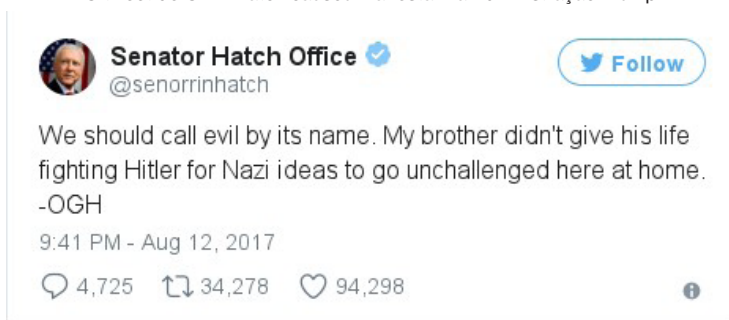 Senator Hatch Office
@senorrinhatch
Follow
We should call evil by its name. My brother didn't give his life
fighting Hitler for Nazi ideas to go unchallenged here at home.
-OGH
9:41 PM - Aug 12, 2017
4,725 34,278 94,298